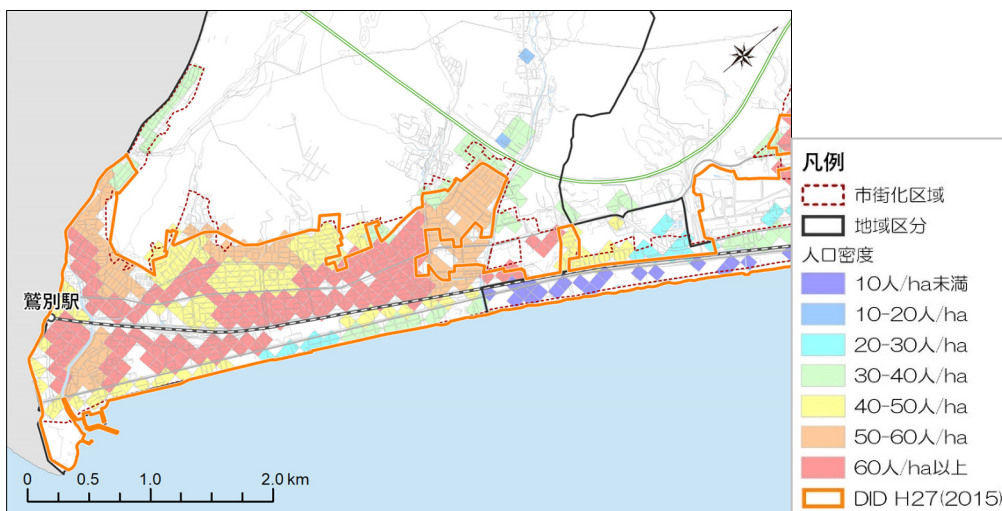 鷲別駅
0 0.5 1.0 2.0 km
凡例
市街化区域
地域区分
人口密度
10人/ha未満
10-20人/ha
20-30人/ha
30-40人/ha
40-50人/ha
50-60人/ha
60人/ha以上
DID H27(2015)